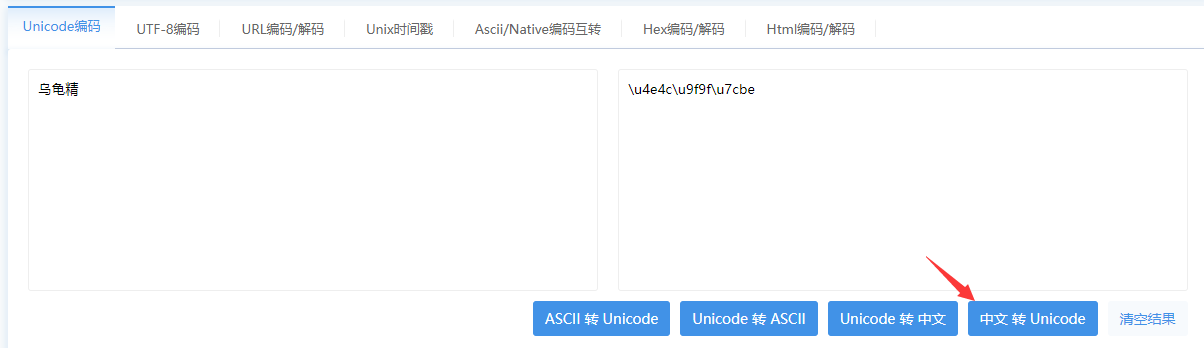 Unicode编码 UTF-8编码 URL编码/解码 Unix时间戳 Ascii/Native编码互转 Hex编码/解码 Html编码/解码
乌龟精 \u4e4c\u9f9f\u7cbe
ASCII 转 Unicode Unicode 转 ASCII Unicode 转 中文 中文 转 Unicode 清空结果